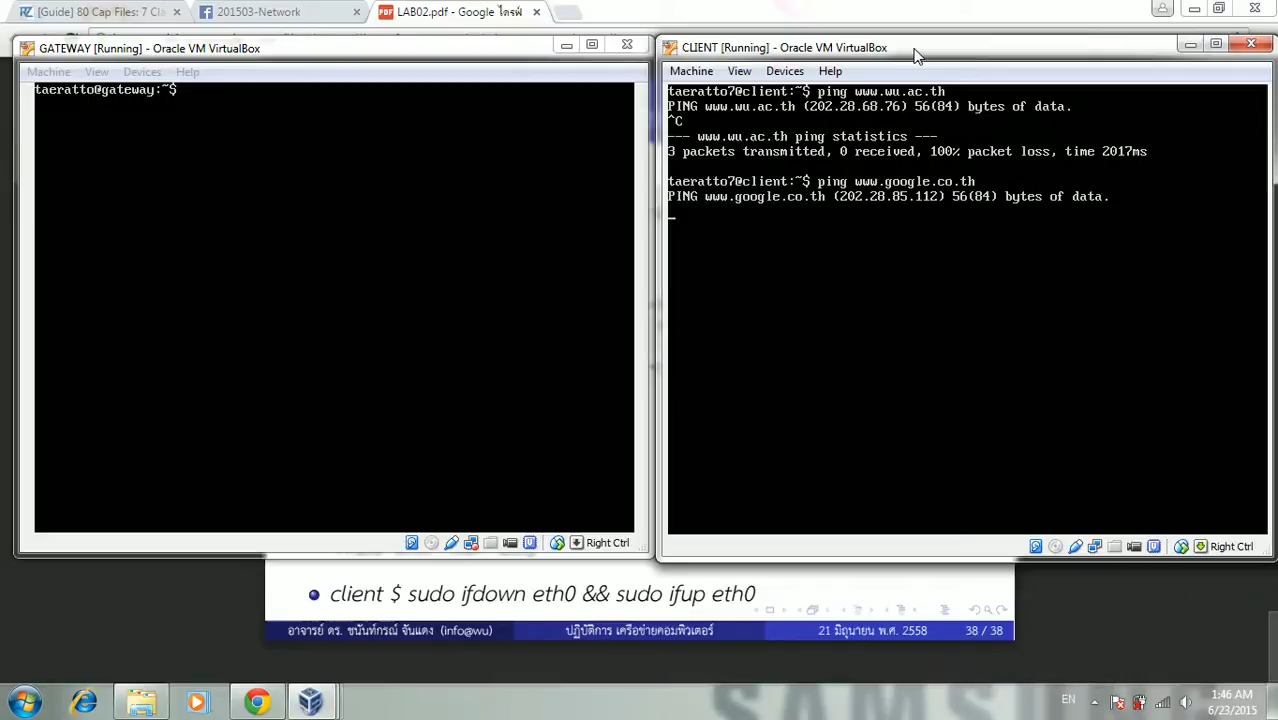 [Guide] 80 Cap Files: 7 Cla
201503-Network
LAB02.pdf - Google ไดรฟ์
GATEWAY [Running] - Oracle VM VirtualBox
Machine View Devices Help
taeratto@gateway:~$
Right Ctrl
CLIENT [Running] - Oracle VM VirtualBox
Machine View Devices Help
taeratto7@client:~$ ping www.wu.ac.th
PING www.wu.ac.th (202.28.68.76) 56(84) bytes of data.
^C
--- www.wu.ac.th ping statistics ---
3 packets transmitted, 0 received, 100% packet loss, time 2017ms
taeratto7@client:~$ ping www.google.co.th
PING www.google.co.th (202.28.85.112) 56(84) bytes of data.
Right Ctrl
client $ sudo ifdown eth0 && sudo ifup eth0
อาจารย์ ดร. ชนันท์กรณ์ จันแดง (info@wu)
ปฏิบัติการ เครือข่ายคอมพิวเตอร์
21 มิถุนายน พ.ศ. 2558
38 / 38
EN
1:46 AM
6/23/2015